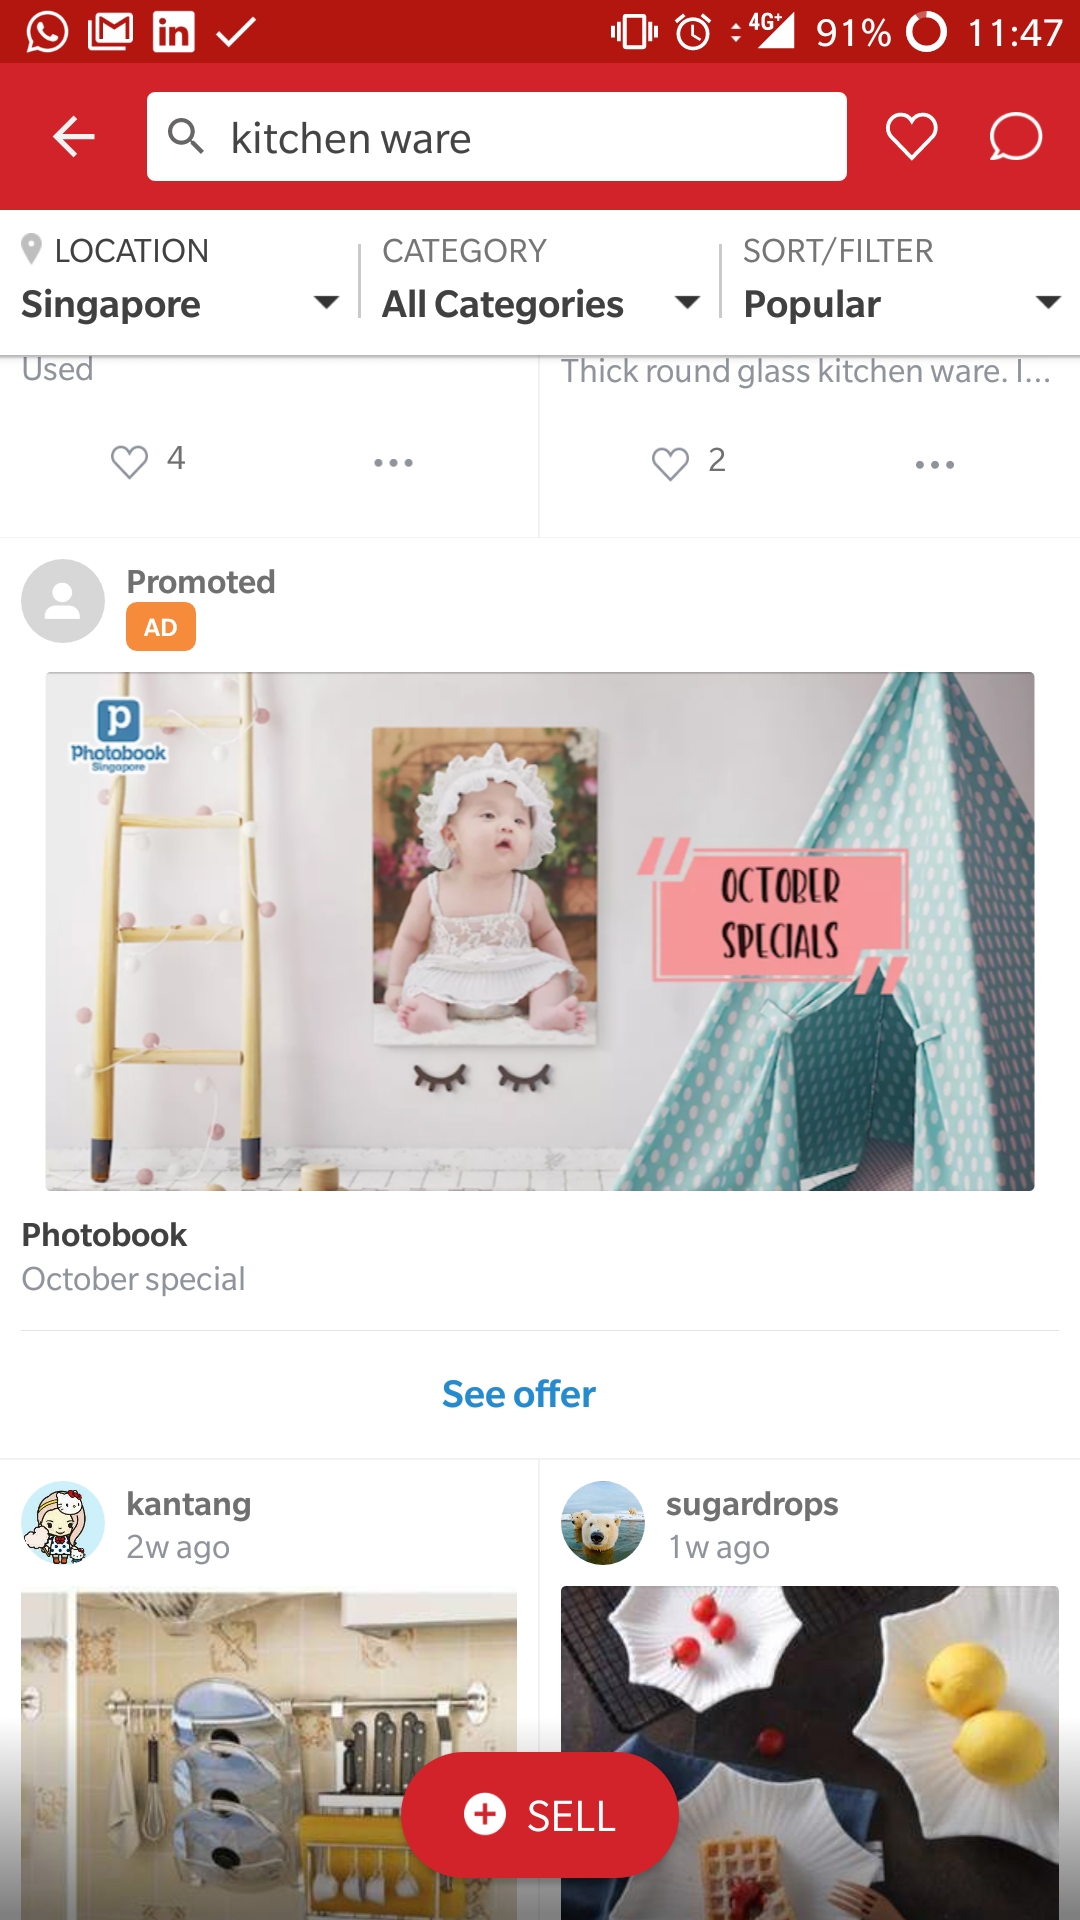 4G+ 91% 11:47
kitchen ware
LOCATION
Singapore
CATEGORY
All Categories
SORT/FILTER
Popular
Used
Thick round glass kitchen ware. I...
4
2
Promoted
AD
p
Photobook
Singapore
OCTOBER
SPECIALS
Photobook
October special
See offer
kantang
2w ago
sugardrops
1w ago
SELL